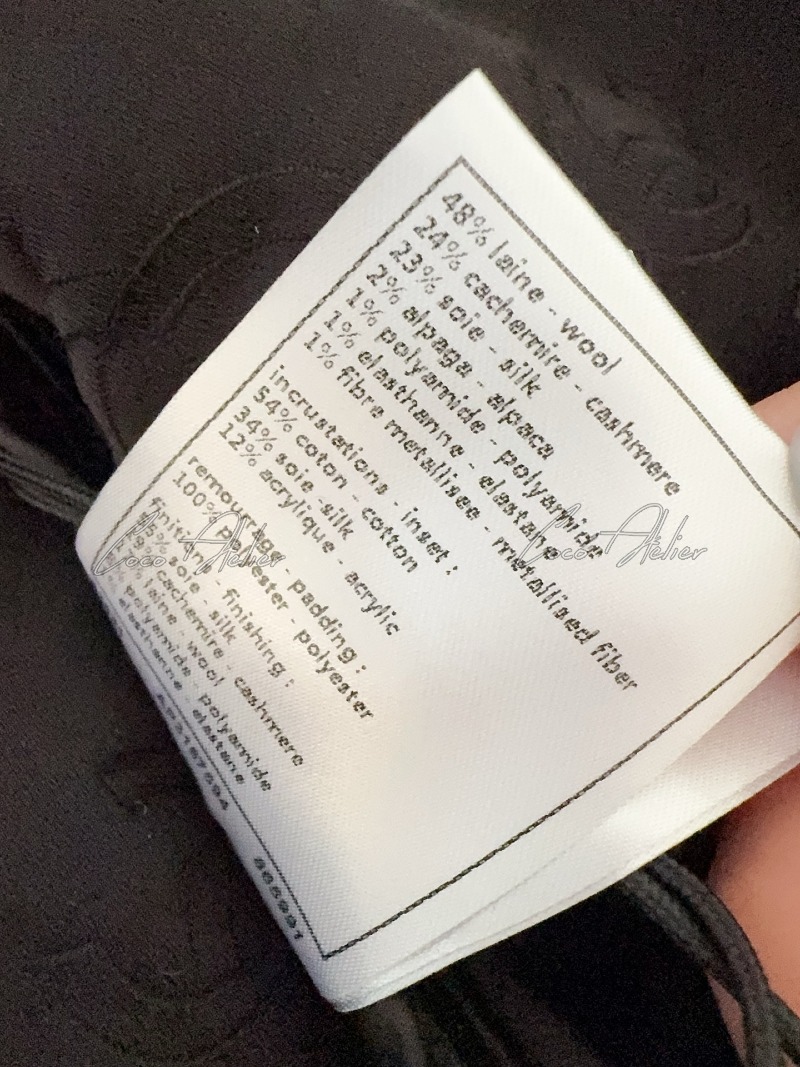 48% laine - wool
24% cachemire - cashmere
23% soie - silk
2% alpaga - alpaca
1% polyamide - polyamide
1% elasthanne - elastane
1% fibre metallisee - metallised fiber
incrustations - inset :
54% coton - cotton
34% soie - silk
12% acrylique - acrylic
remourage - padding :
100% polyester - polyester
finitions - finishing :
soie - silk
cachemire - cashmere
laine - wool
polyamide - polyamide
elasthanne - elastane
Coco Atelier
Coco Atelier